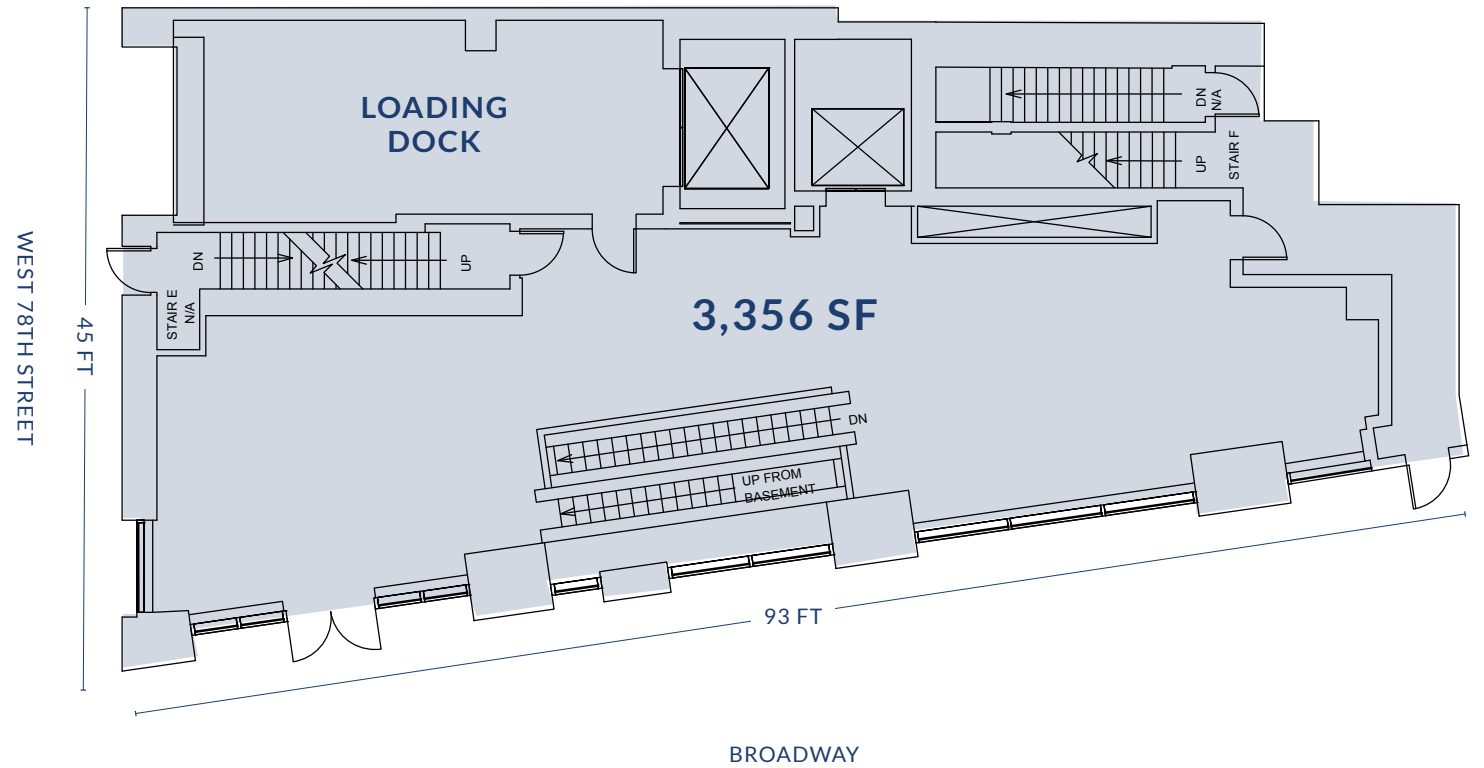 LOADING
DOCK
DN
N/A
UP
STAIR F
WEST 78TH STREET
45 FT
DN
UP
STAIR E
N/A
3,356 SF
DN
UP FROM
BASEMENT
93 FT
BROADWAY